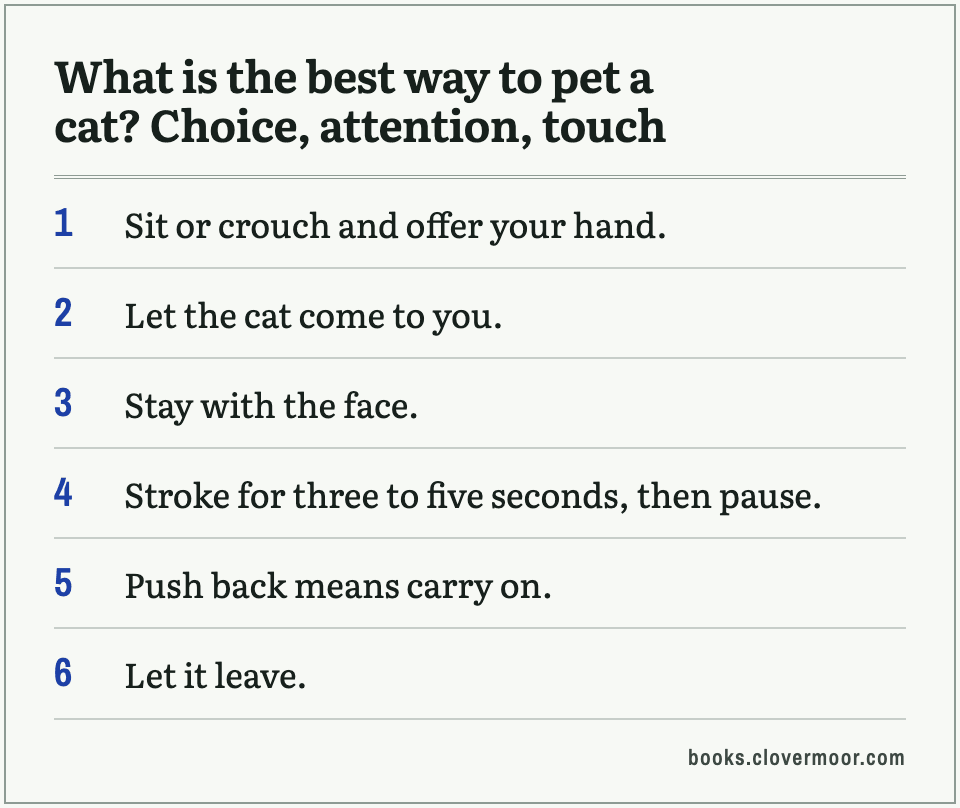 What is the best way to pet a
cat? Choice, attention, touch
1 Sit or crouch and offer your hand.
2 Let the cat come to you.
3 Stay with the face.
4 Stroke for three to five seconds, then pause.
5 Push back means carry on.
6 Let it leave.
books.clovermoor.com